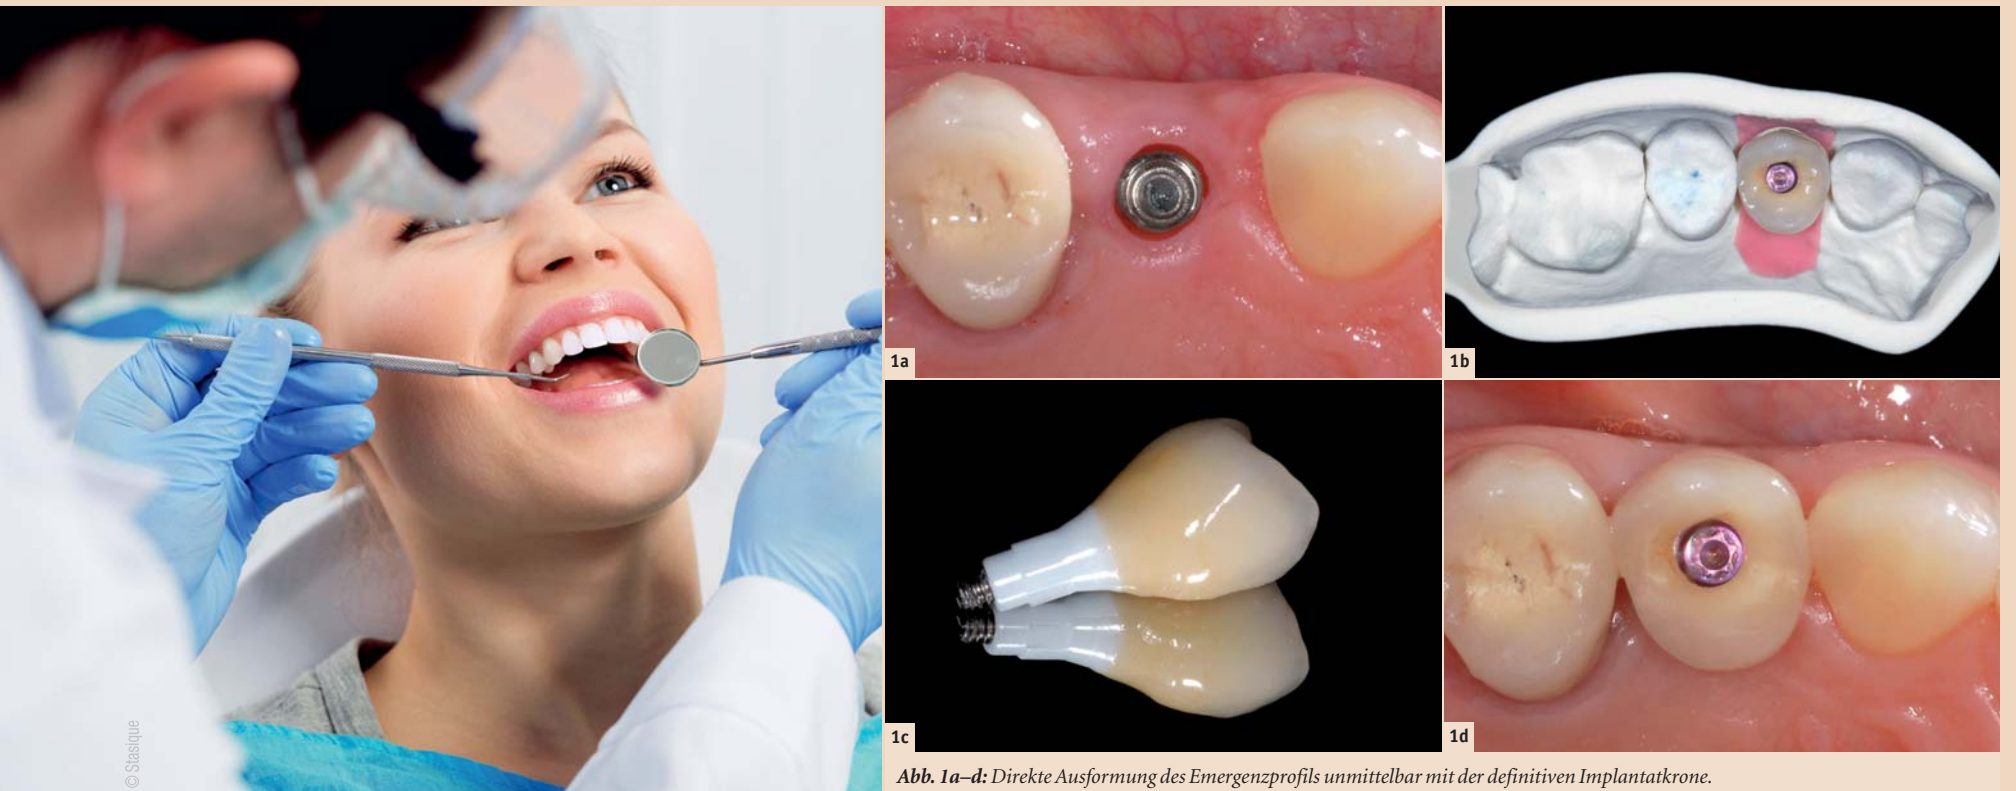 © Stasique
1a
1b
1c
1d
Abb. 1a–d: Direkte Ausformung des Emergenzprofils unmittelbar mit der definitiven Implantatkrone.